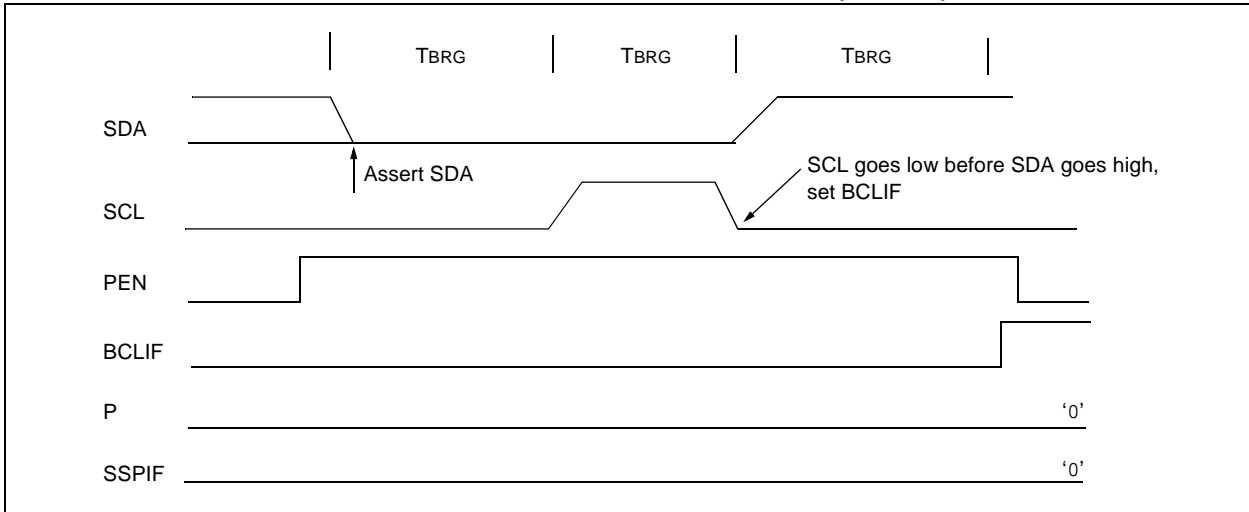 TBRG TBRG TBRG
SDA
Assert SDA
SCL goes low before SDA goes high,
set BCLIF
SCL
PEN
BCLIF
P ‘0’
SSPIF ‘0’